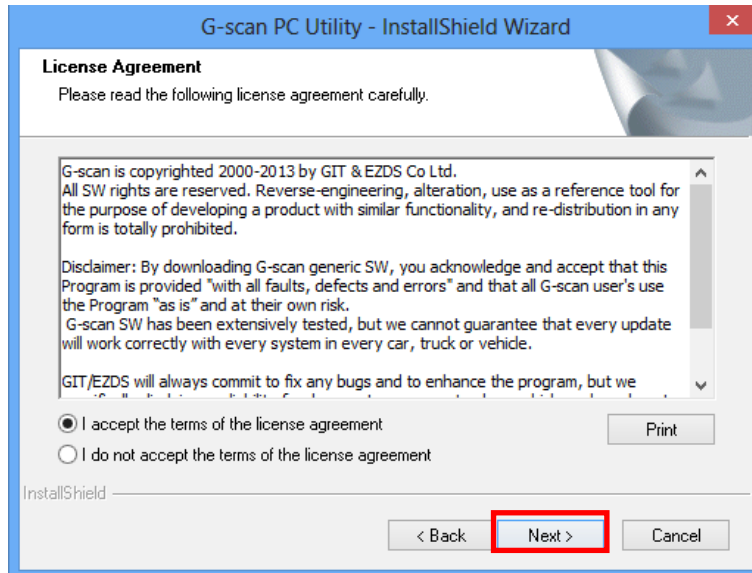 G-scan PC Utility - InstallShield Wizard
×
License Agreement
Please read the following license agreement carefully.
G-scan is copyrighted 2000-2013 by GIT & EZDS Co Ltd.
All SW rights are reserved. Reverse-engineering, alteration, use as a reference tool for
the purpose of developing a product with similar functionality, and re-distribution in any
form is totally prohibited.
Disclaimer: By downloading G-scan generic SW, you acknowledge and accept that this
Program is provided "with all faults, defects and errors" and that all G-scan user's use
the Program “as is” and at their own risk.
G-scan SW has been extensively tested, but we cannot guarantee that every update
will work correctly with every system in every car, truck or vehicle.
GIT/EZDS will always commit to fix any bugs and to enhance the program, but we
I accept the terms of the license agreement
Print
I do not accept the terms of the license agreement
InstallShield
< Back
Next >
Cancel